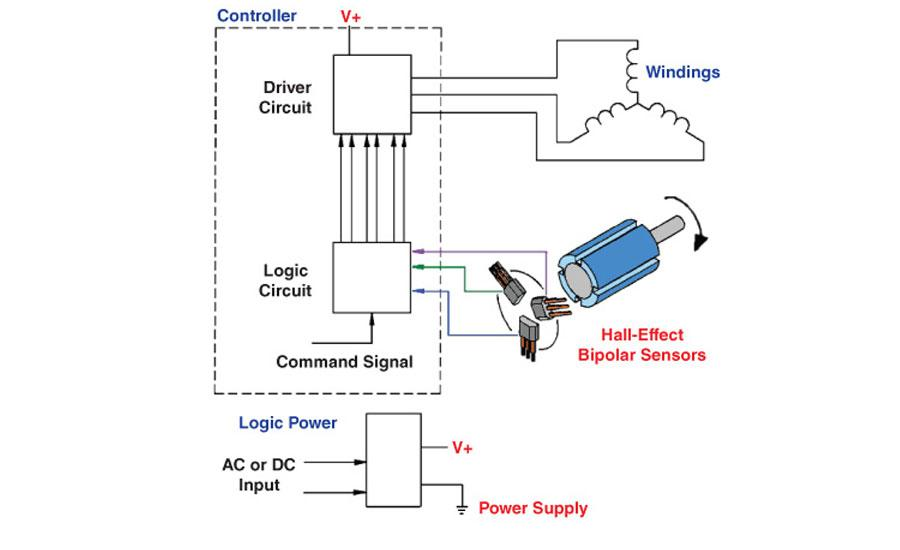 Controller
V+
Driver
Circuit
Windings
Logic
Circuit
Command Signal
Hall-Effect
Bipolar Sensors
Logic Power
AC or DC
Input
V+
Power Supply